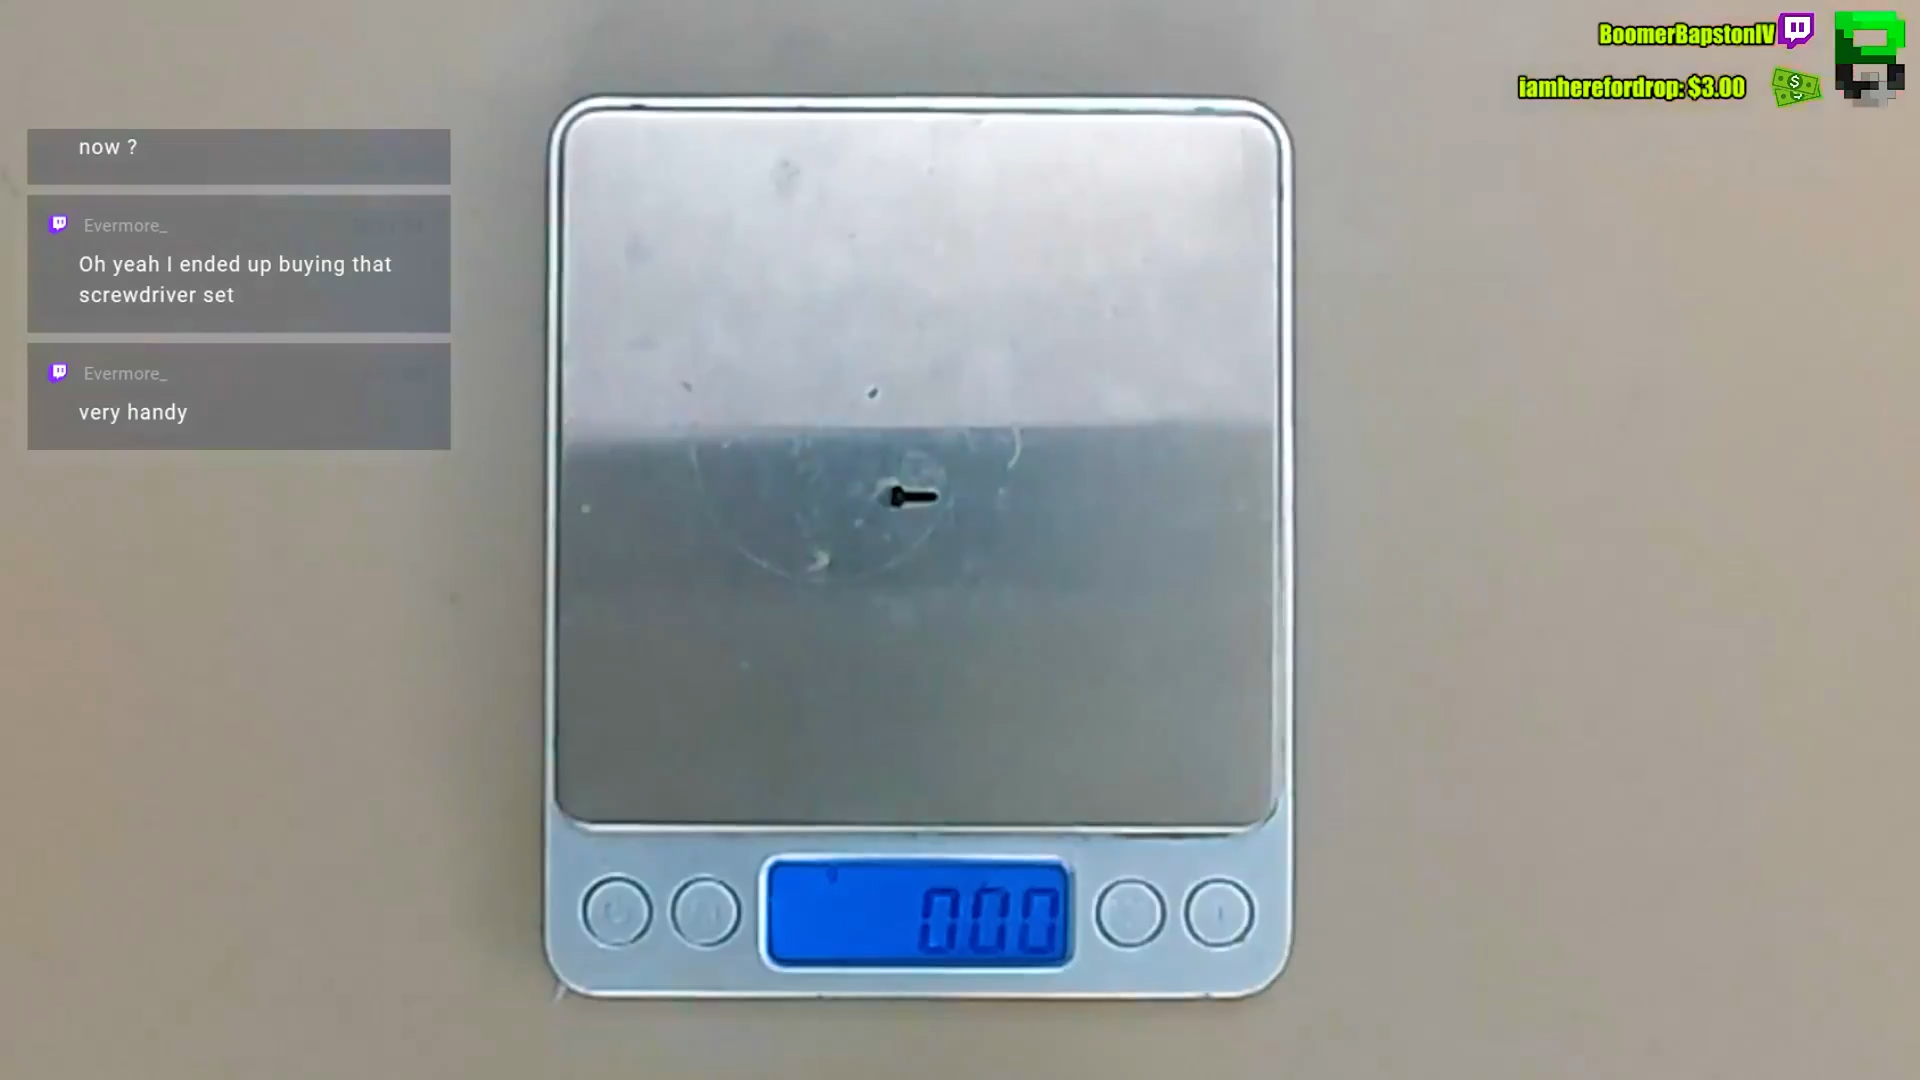 BoomerBapstonIV
iamherefordrop: $3.00
now ?
Evermore_
Oh yeah I ended up buying that
screwdriver set
Evermore_
very handy
000